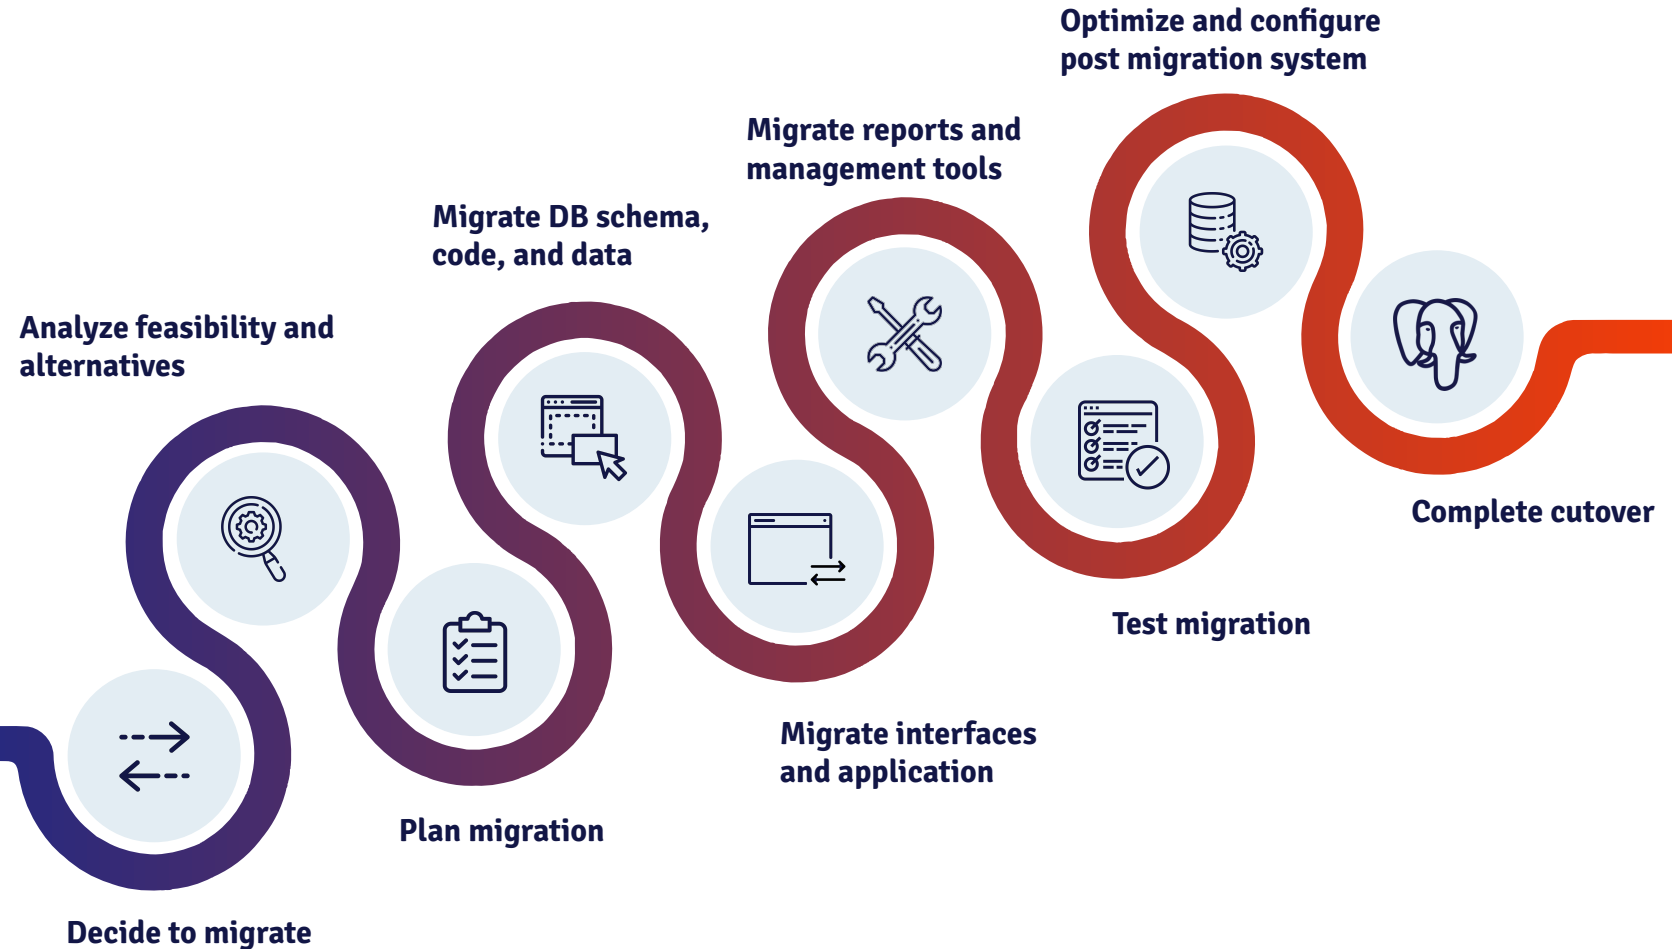 Decide to migrate
Analyze feasibility and
alternatives
Plan migration
Migrate DB schema,
code, and data
Migrate interfaces
and application
Migrate reports and
management tools
Test migration
Optimize and configure
post migration system
Complete cutover